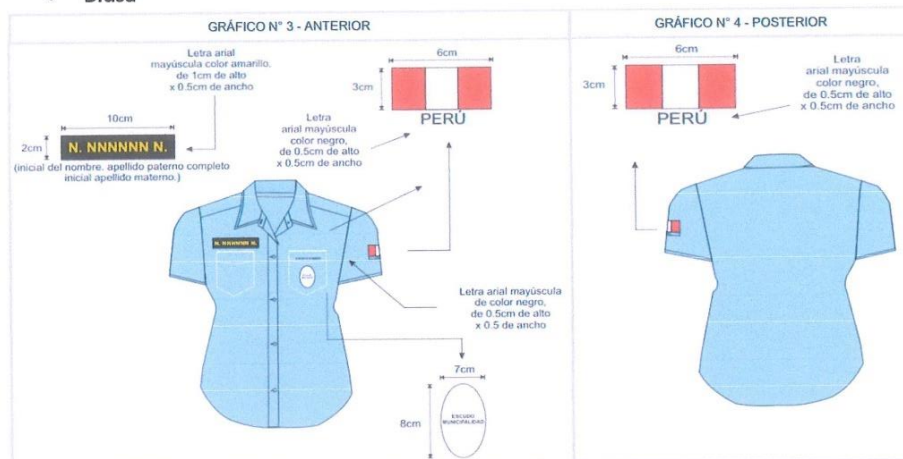 GRÁFICO N° 3 - ANTERIOR
Letra arial
mayúscula color amarillo,
de 1cm de alto
x 0.5cm de ancho
10cm
2cm
N. NNNNNN N.
(inicial del nombre. apellido paterno completo
inicial apellido materno.)
6cm
3cm
PERÚ
Letra
arial mayúscula
color negro,
de 0.5cm de alto
x 0.5cm de ancho
N. NNNNNN N.
Letra arial mayúscula
de color negro,
de 0.5cm de alto
x 0.5 de ancho
7cm
8cm
ESCUDO
MUNICIPALIDAD
GRÁFICO N° 4 - POSTERIOR
6cm
3cm
PERÚ
Letra
arial mayúscula
color negro,
de 0.5cm de alto
x 0.5cm de ancho